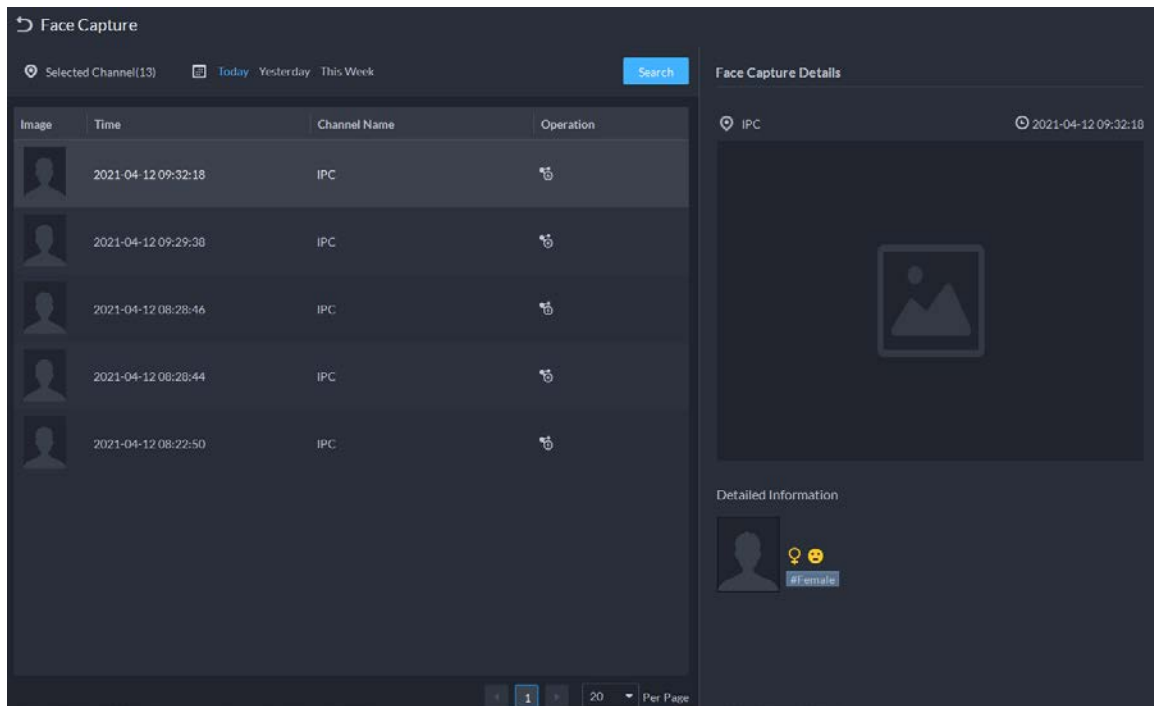 Face Capture
Selected Channel(13) Today Yesterday This Week Search
Image Time Channel Name Operation
2021-04-12 09:32:18 IPC
2021-04-12 09:29:38 IPC
2021-04-12 08:28:46 IPC
2021-04-12 08:28:44 IPC
2021-04-12 08:22:50 IPC
1 20 Per Page
Face Capture Details
IPC 2021-04-12 09:32:18
Detailed Information
#Female